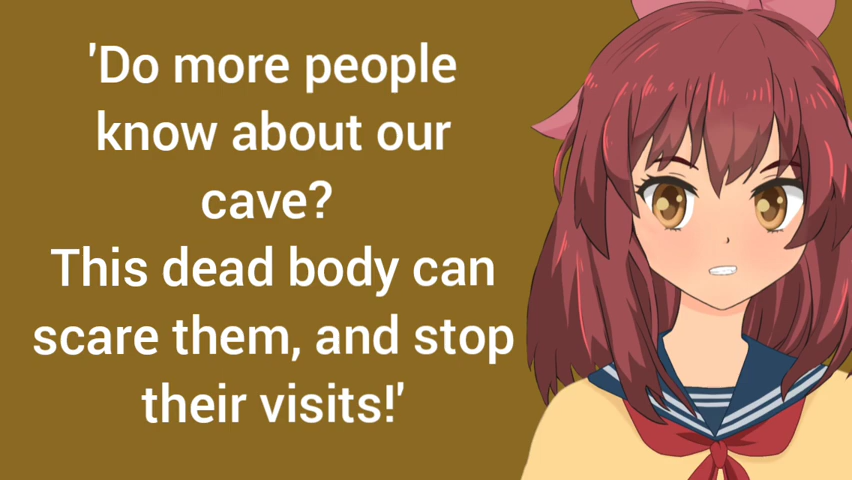 'Do more people
know about our
cave?
This dead body can
scare them, and stop
their visits!'